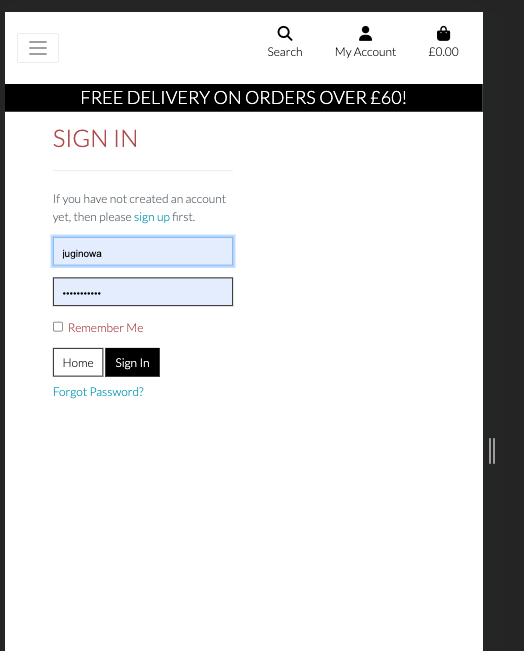 Search
My Account
£0.00
FREE DELIVERY ON ORDERS OVER £60!
SIGN IN
If you have not created an account
yet, then please sign up first.
juginowa
•••••••••••
Remember Me
Home
Sign In
Forgot Password?